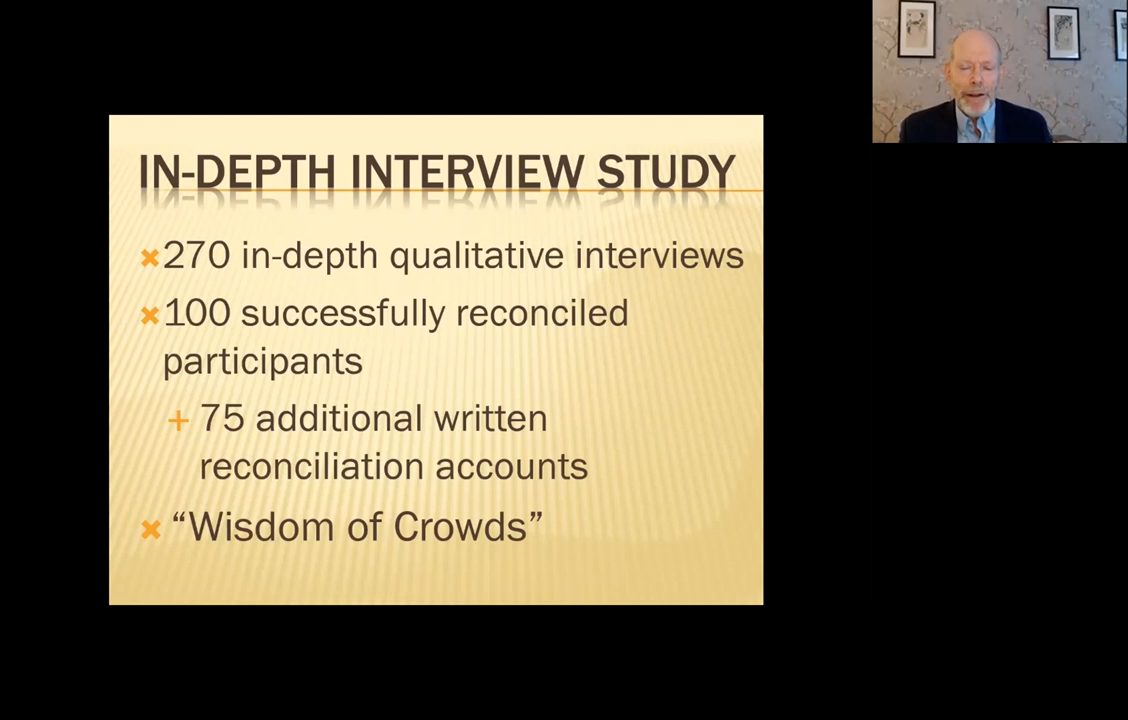 IN-DEPTH INTERVIEW STUDY
270 in-depth qualitative interviews
100 successfully reconciled
participants
+ 75 additional written
reconciliation accounts
“Wisdom of Crowds”